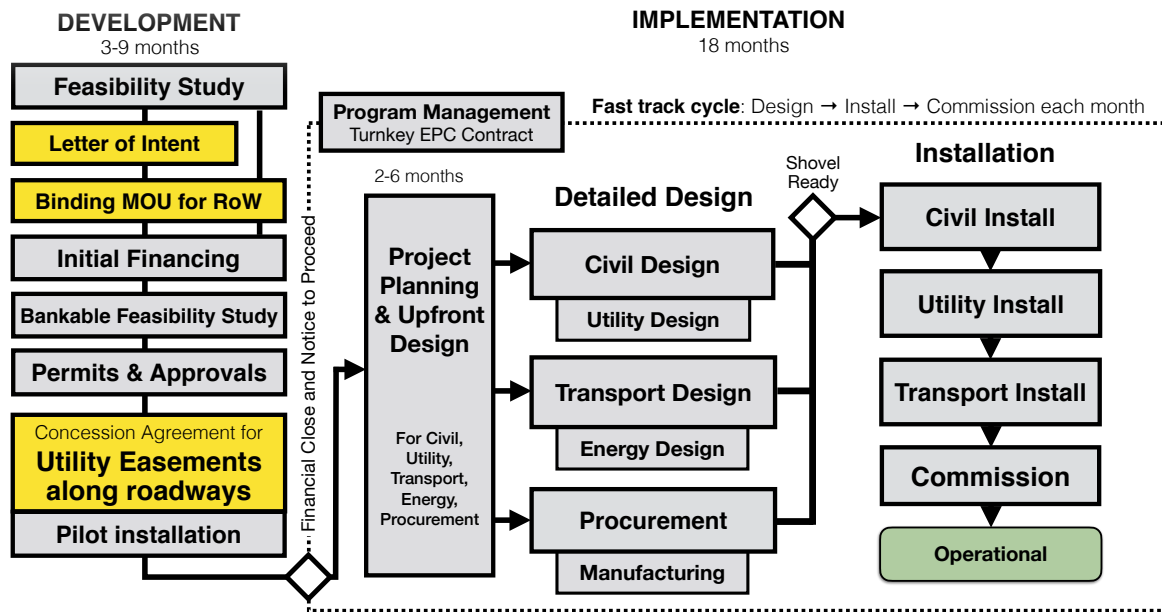 DEVELOPMENT
3-9 months
Feasibility Study
Letter of Intent
Binding MOU for RoW
Initial Financing
Bankable Feasibility Study
Permits & Approvals
Concession Agreement for
Utility Easements
along roadways
Pilot installation
Financial Close and Notice to Proceed
IMPLEMENTATION
18 months
Program Management
Turnkey EPC Contract
Fast track cycle: Design → Install → Commission each month
2-6 months
Project
Planning
& Upfront
Design
For Civil,
Utility,
Transport,
Energy,
Procurement
Detailed Design
Civil Design
Utility Design
Transport Design
Energy Design
Procurement
Manufacturing
Shovel
Ready
Installation
Civil Install
Utility Install
Transport Install
Commission
Operational